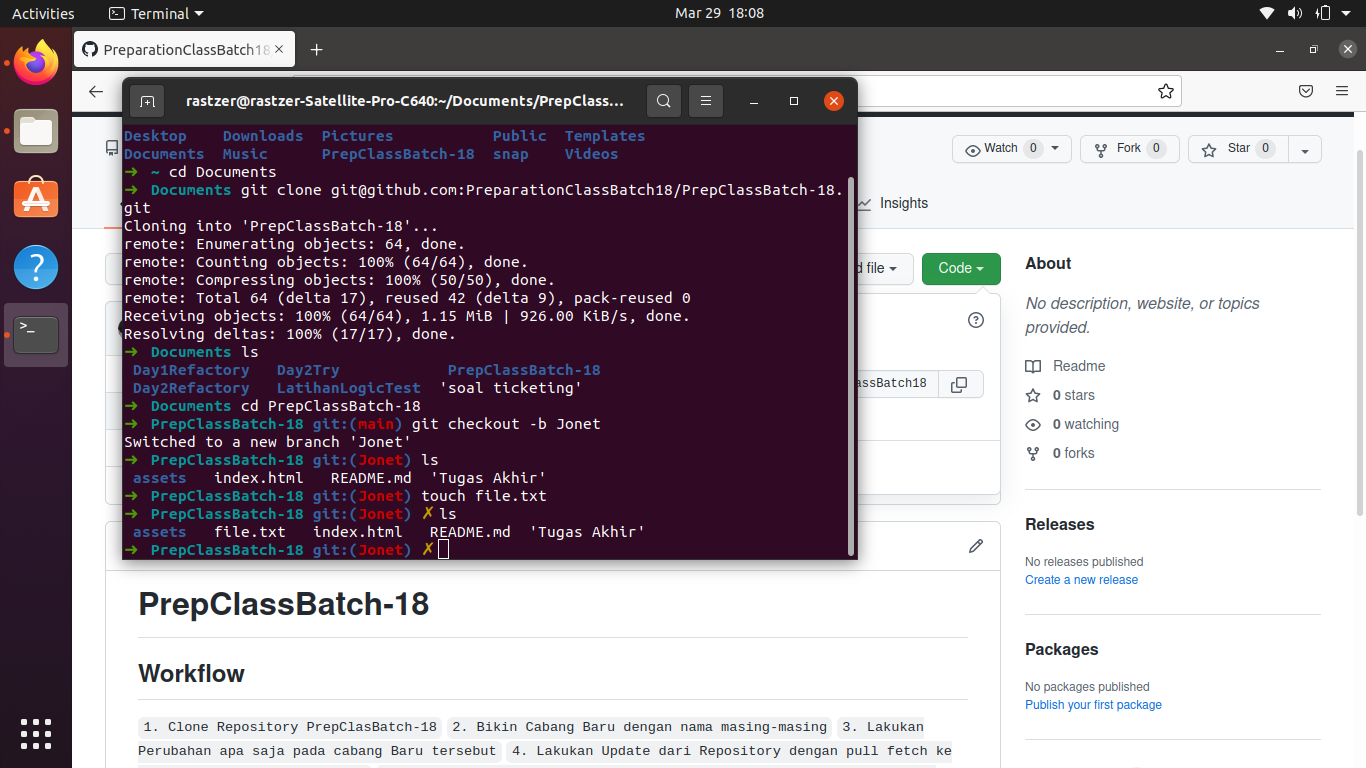 Activities
Terminal
Mar 29 18:08
PreparationClassBatch18
rastzer@rastzer-Satellite-Pro-C640:~/Documents/PrepClass...
Desktop Downloads Pictures Public Templates
Documents Music PrepClassBatch-18 snap Videos
➜ ~ cd Documents
➜ Documents git clone git@github.com:PreparationClassBatch18/PrepClassBatch-18.
git
Cloning into 'PrepClassBatch-18'...
remote: Enumerating objects: 64, done.
remote: Counting objects: 100% (64/64), done.
remote: Compressing objects: 100% (50/50), done.
remote: Total 64 (delta 17), reused 42 (delta 9), pack-reused 0
Receiving objects: 100% (64/64), 1.15 MiB | 926.00 KiB/s, done.
Resolving deltas: 100% (17/17), done.
➜ Documents ls
Day1Refactory Day2Try PrepClassBatch-18
Day2Refactory LatihanLogicTest 'soal ticketing'
➜ Documents cd PrepClassBatch-18
➜ PrepClassBatch-18 git:(main) git checkout -b Jonet
Switched to a new branch 'Jonet'
➜ PrepClassBatch-18 git:(Jonet) ls
assets index.html README.md 'Tugas Akhir'
➜ PrepClassBatch-18 git:(Jonet) touch file.txt
➜ PrepClassBatch-18 git:(Jonet) ✗ ls
assets file.txt index.html README.md 'Tugas Akhir'
➜ PrepClassBatch-18 git:(Jonet) ✗
Watch 0
Fork 0
Star 0
Insights
d file
Code
assBatch18
About
No description, website, or topics
provided.
Readme
0 stars
0 watching
0 forks
Releases
No releases published
Create a new release
Packages
No packages published
Publish your first package
PrepClassBatch-18
Workflow
1. Clone Repository PrepClasBatch-18 2. Bikin Cabang Baru dengan nama masing-masing 3. Lakukan
Perubahan apa saja pada cabang Baru tersebut 4. Lakukan Update dari Repository dengan pull fetch ke